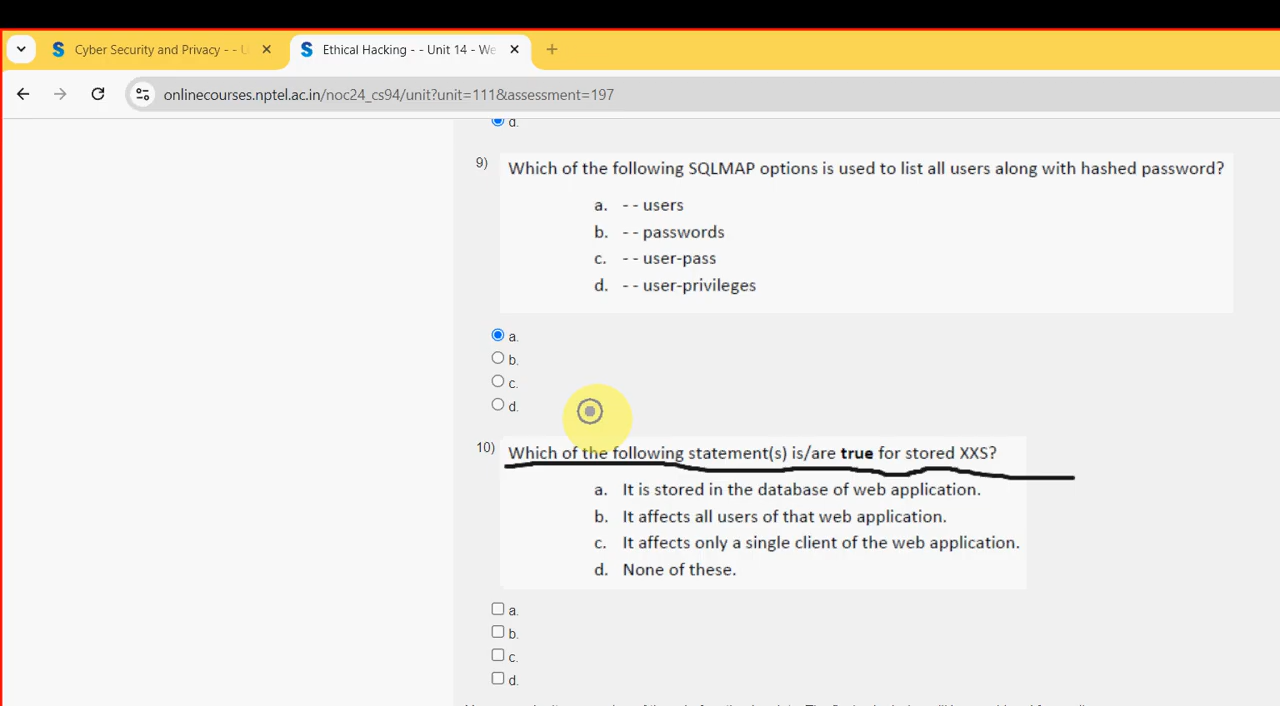 Cyber Security and Privacy - - U
Ethical Hacking - - Unit 14 - We
onlinecourses.nptel.ac.in/noc24_cs94/unit?unit=111&assessment=197
d.
9) Which of the following SQLMAP options is used to list all users along with hashed password?
a. - - users
b. - - passwords
c. - - user-pass
d. - - user-privileges
a.
b.
c.
d.
10) Which of the following statement(s) is/are true for stored XXS?
a. It is stored in the database of web application.
b. It affects all users of that web application.
c. It affects only a single client of the web application.
d. None of these.
a.
b.
c.
d.